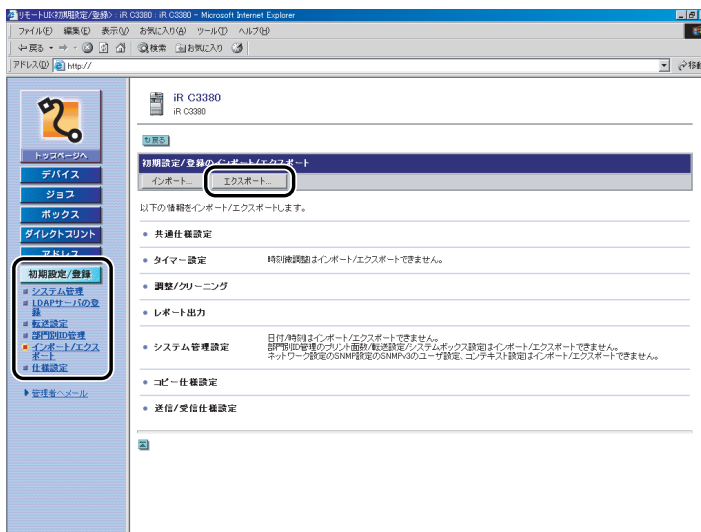 リモートUI<初期設定/登録> : iR C3380 : iR C3380 - Microsoft Internet Explorer
ファイル(F) 編集(E) 表示(V) お気に入り(A) ツール(T) ヘルプ(H)
戻る 検索 お気に入り
アドレス(D) http:// 移動
iR C3380
iR C3380
トップページへ
もどる
初期設定/登録のインポート/エクスポート
インポート... エクスポート...
デバイス
ジョブ
ボックス
ダイレクトプリント
アドレス
初期設定/登録
システム管理
LDAPサーバの登
録
転送設定
部門別ID管理
インポート/エクス
ポート
仕様設定
管理者へメール
以下の情報をインポート/エクスポートします。
共通仕様設定
タイマー設定 時刻微調整はインポート/エクスポートできません。
調整/クリーニング
レポート出力
システム管理設定
日付/時刻はインポート/エクスポートできません。
部門別ID管理のプリント面数/転送設定/システムボックス設定はインポート/エクスポートできません。
ネットワーク設定のSNMP設定のSNMPv3のユーザ設定、コンテキスト設定はインポート/エクスポートできません。
コピー仕様設定
送信/受信仕様設定